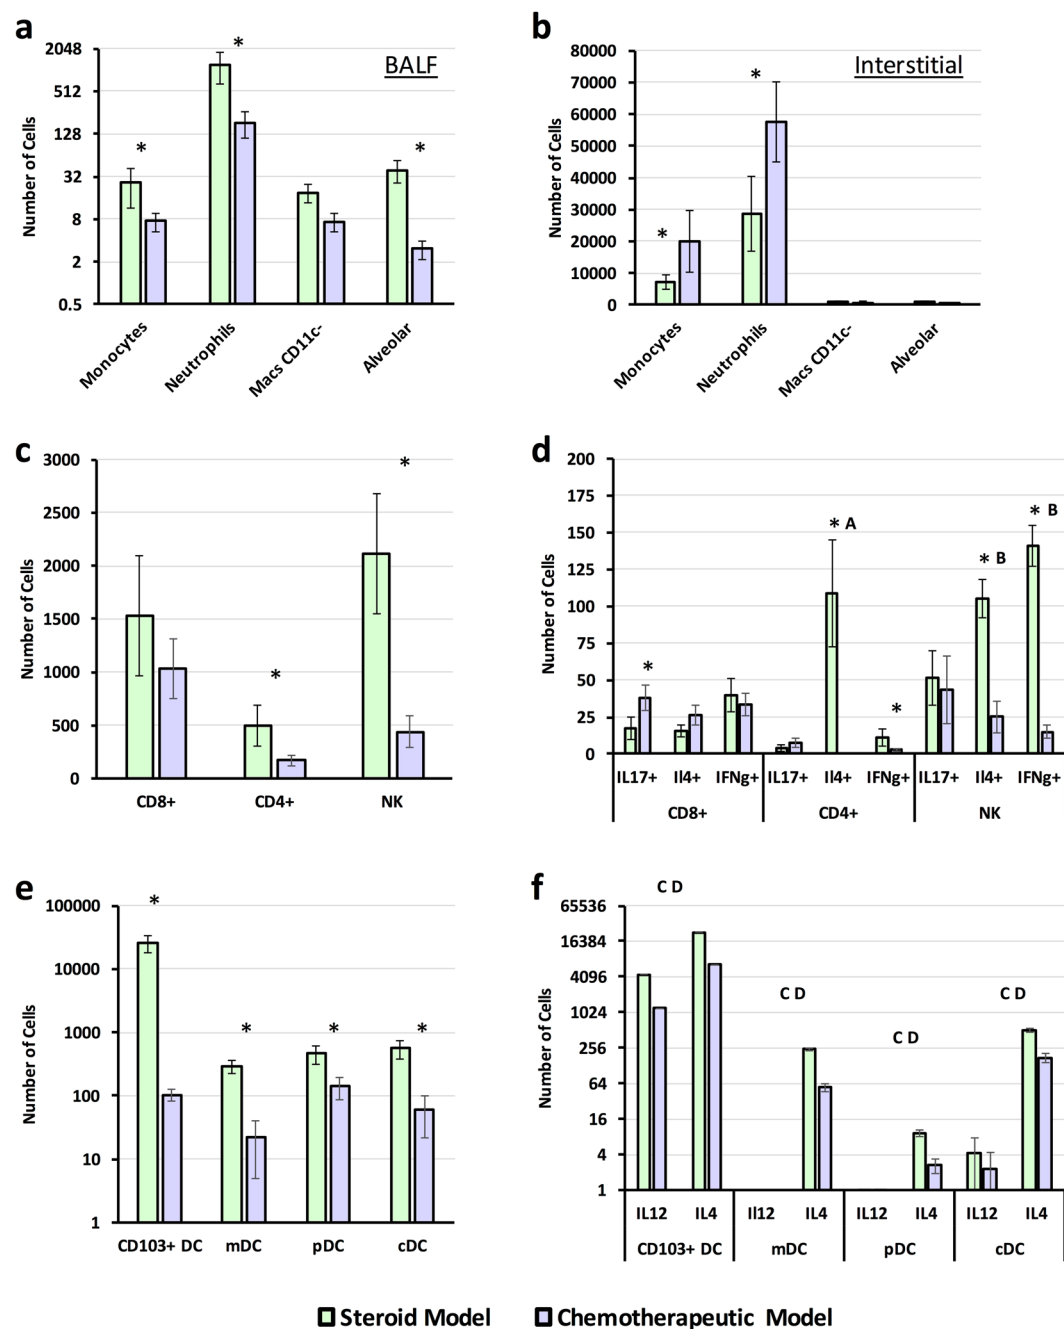 a
BALF
Number of Cells
2048
512
128
32
8
2
0.5
*
*
*
Monocytes
Neutrophils
Macs CD11c-
Alveolar
b
Interstitial
Number of Cells
80000
70000
60000
50000
40000
30000
20000
10000
0
*
*
Monocytes
Neutrophils
Macs CD11c-
Alveolar
c
Number of Cells
3000
2500
2000
1500
1000
500
0
*
*
CD8+ CD4+ NK
d
Number of Cells
200
175
150
125
100
75
50
25
0
*
* A
*
* B
* B
IL17+ Il4+ IFNg+ IL17+ Il4+ IFNg+ IL17+ Il4+ IFNg+
CD8+ CD4+ NK
e
Number of Cells
100000
10000
1000
100
10
1
*
*
*
*
CD103+ DC mDC pDC cDC
f
Number of Cells
65536
16384
4096
1024
256
64
16
4
1
C D
C D
C D
C D
IL12 IL4 Il12 IL4 IL12 IL4 IL12 IL4
CD103+ DC mDC pDC cDC
Steroid Model Chemotherapeutic Model